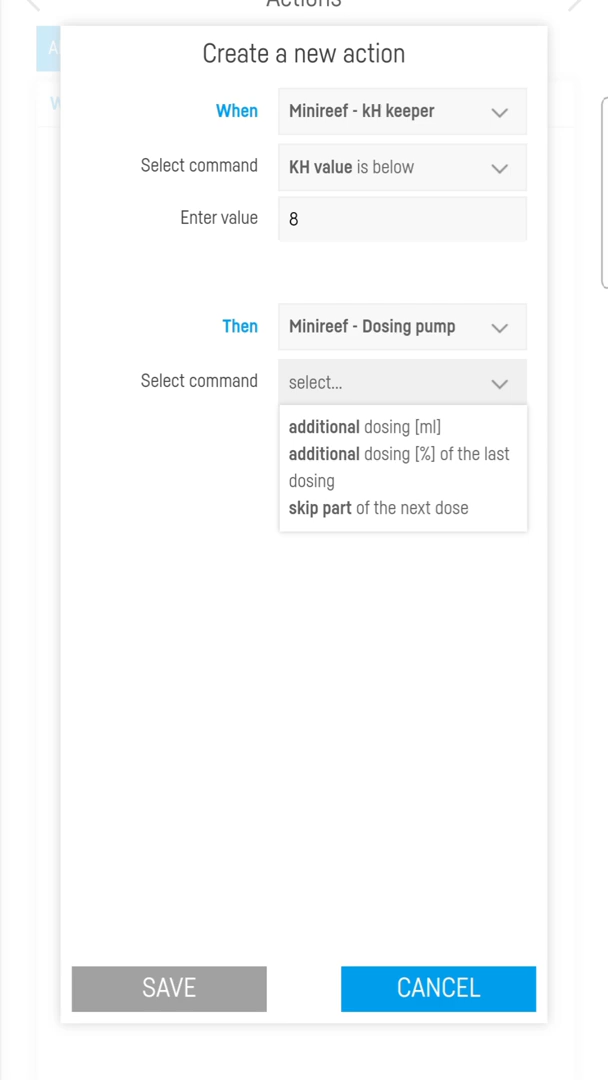 Actions
A
W
Create a new action
When Minireef - kH keeper
Select command KH value is below
Enter value 8
Then Minireef - Dosing pump
Select command select...
additional dosing [ml]
additional dosing [%] of the last
dosing
skip part of the next dose
SAVE CANCEL